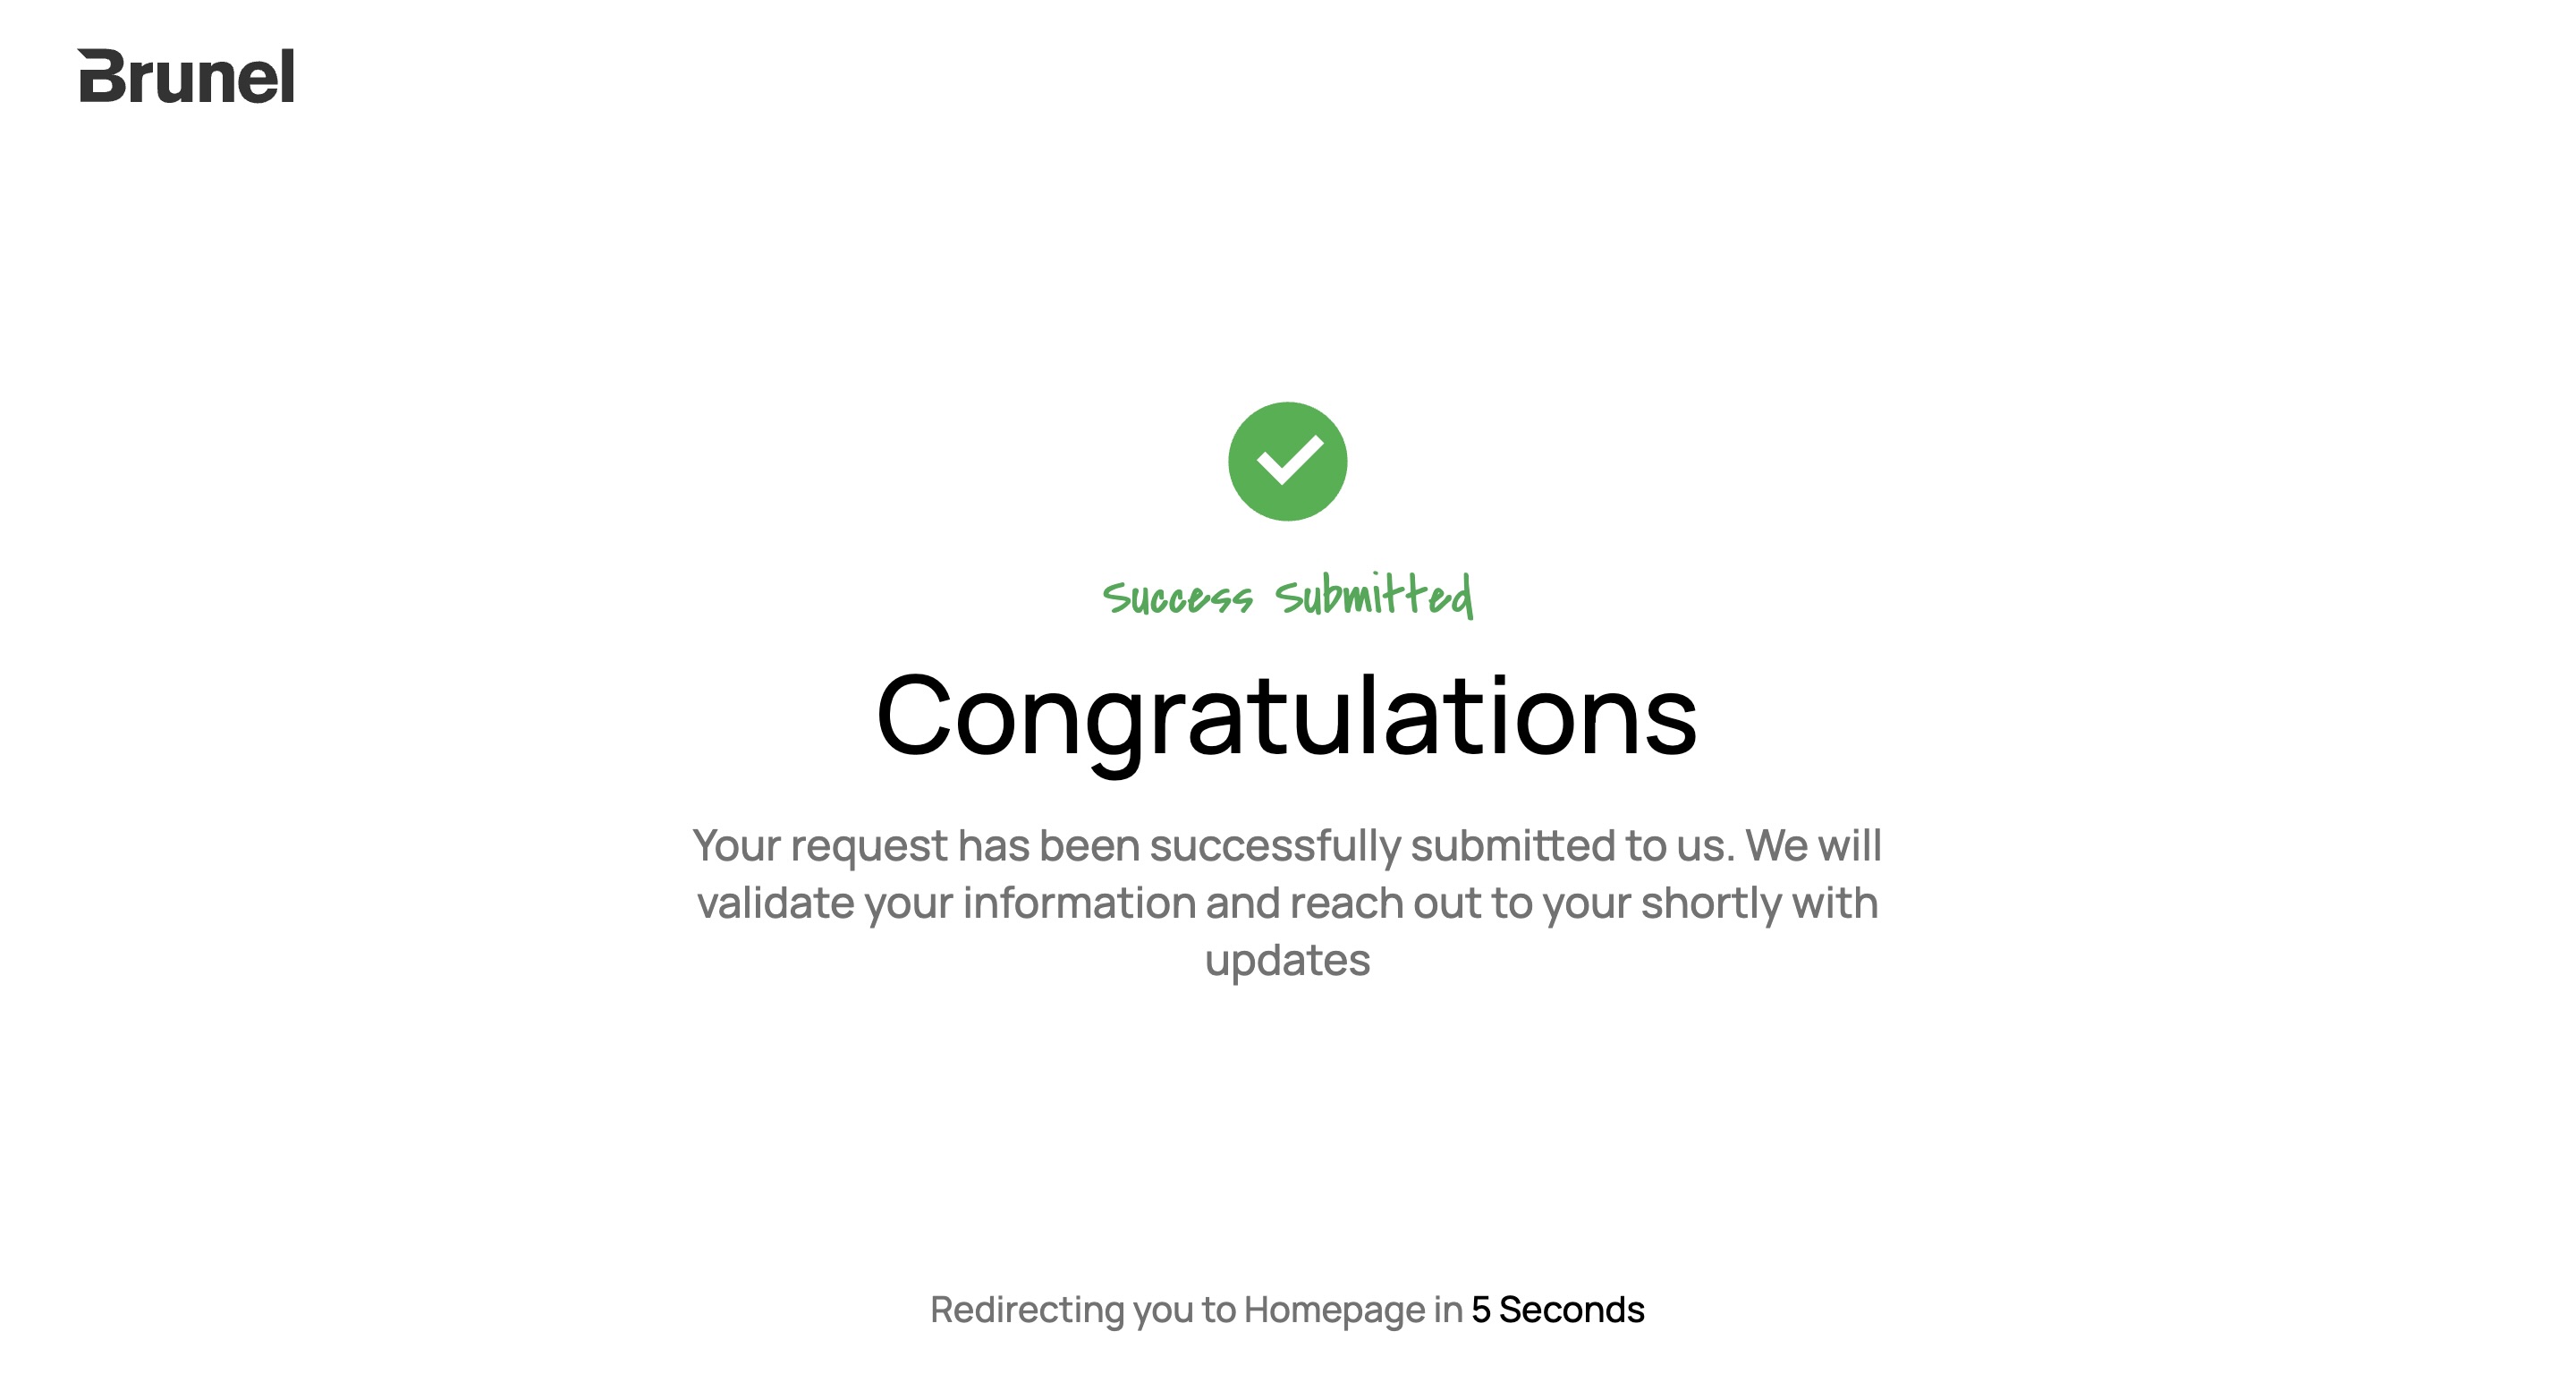 Brunel
Success Submitted
Congratulations
Your request has been successfully submitted to us. We will
validate your information and reach out to your shortly with
updates
Redirecting you to Homepage in 5 Seconds